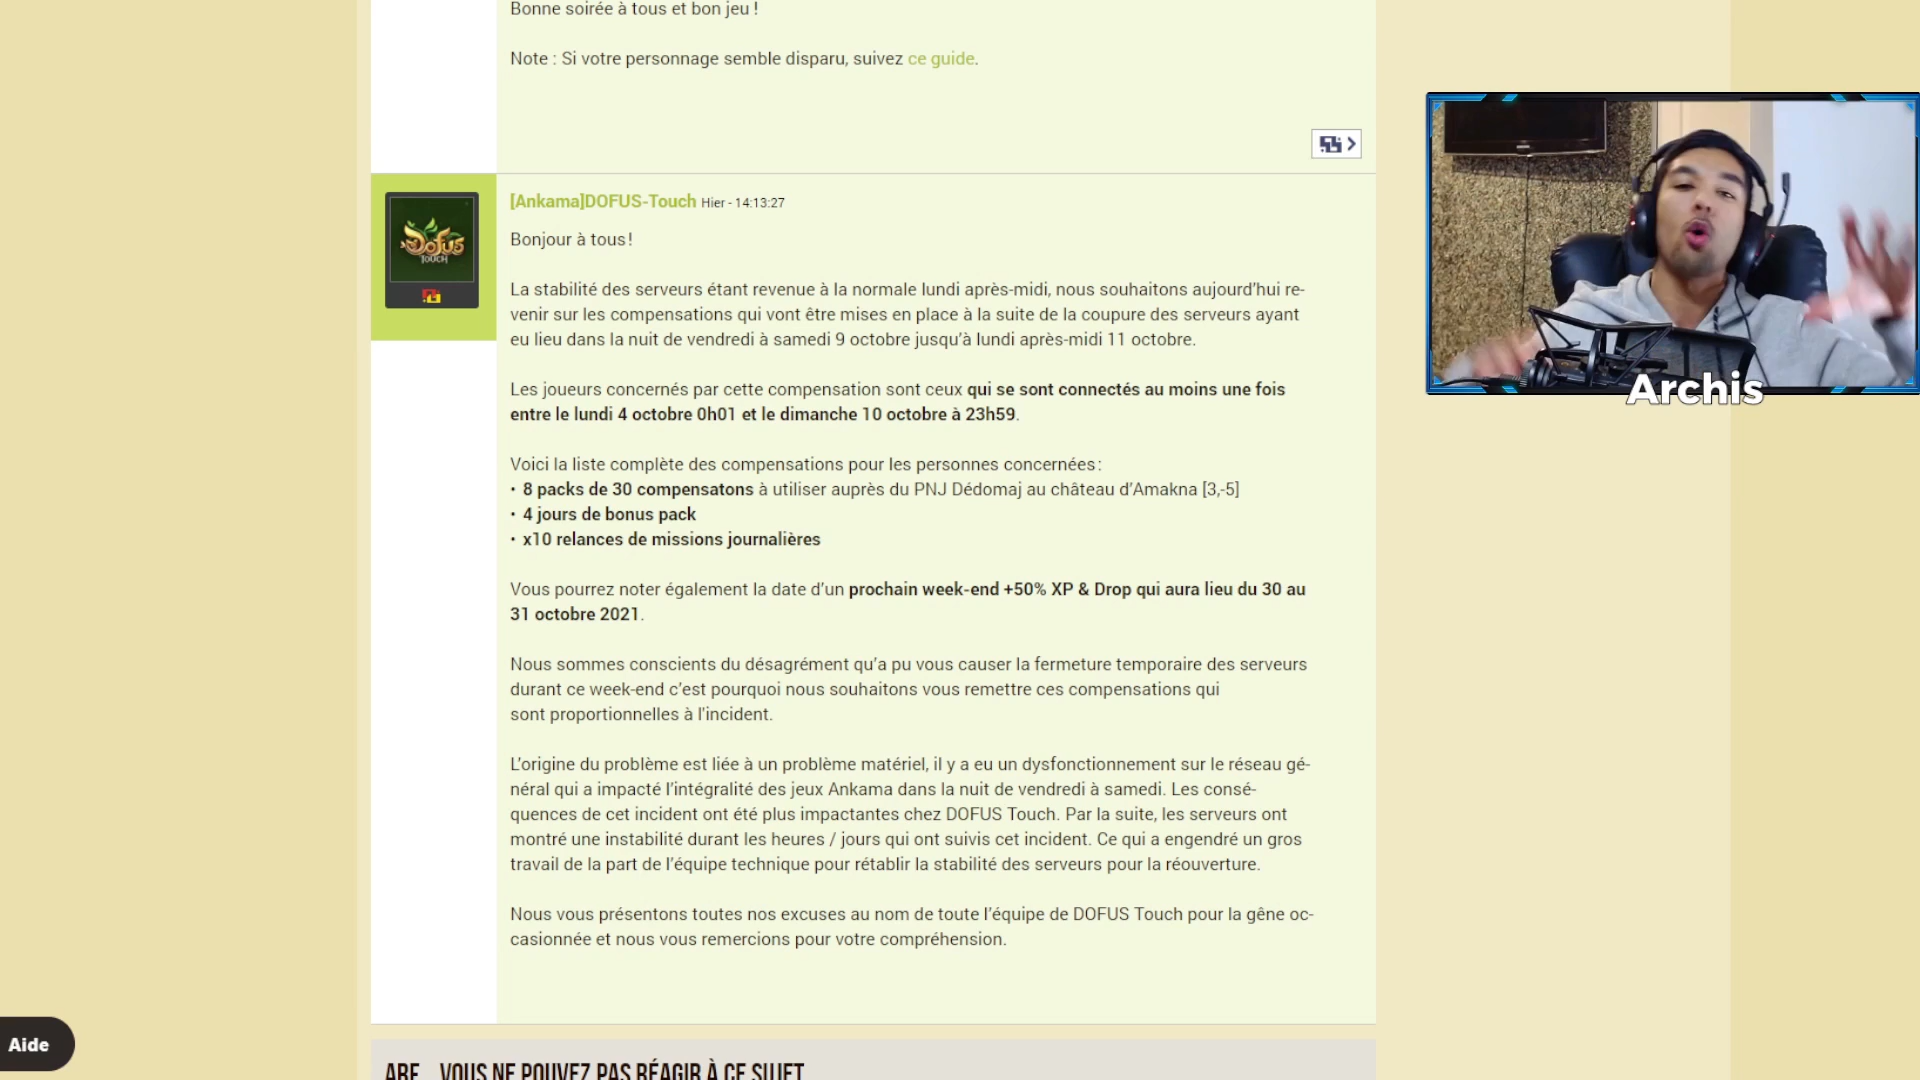 Bonne soirée à tous et bon jeu !
Note : Si votre personnage semble disparu, suivez ce guide.
[Ankama]DOFUS-Touch Hier - 14:13:27
Dofus
TOUCH
Bonjour à tous !
La stabilité des serveurs étant revenue à la normale lundi après-midi, nous souhaitons aujourd’hui re-
venir sur les compensations qui vont être mises en place à la suite de la coupure des serveurs ayant
eu lieu dans la nuit de vendredi à samedi 9 octobre jusqu’à lundi après-midi 11 octobre.
Les joueurs concernés par cette compensation sont ceux qui se sont connectés au moins une fois
entre le lundi 4 octobre 0h01 et le dimanche 10 octobre à 23h59.
Archis
Voici la liste complète des compensations pour les personnes concernées :
• 8 packs de 30 compensatons à utiliser auprès du PNJ Dédomaj au château d’Amakna [3,-5]
• 4 jours de bonus pack
• x10 relances de missions journalières
Vous pourrez noter également la date d’un prochain week-end +50% XP & Drop qui aura lieu du 30 au
31 octobre 2021.
Nous sommes conscients du désagrément qu’a pu vous causer la fermeture temporaire des serveurs
durant ce week-end c’est pourquoi nous souhaitons vous remettre ces compensations qui
sont proportionnelles à l'incident.
L’origine du problème est liée à un problème matériel, il y a eu un dysfonctionnement sur le réseau gé-
néral qui a impacté l’intégralité des jeux Ankama dans la nuit de vendredi à samedi. Les consé-
quences de cet incident ont été plus impactantes chez DOFUS Touch. Par la suite, les serveurs ont
montré une instabilité durant les heures / jours qui ont suivis cet incident. Ce qui a engendré un gros
travail de la part de l’équipe technique pour rétablir la stabilité des serveurs pour la réouverture.
Nous vous présentons toutes nos excuses au nom de toute l’équipe de DOFUS Touch pour la gêne oc-
casionnée et nous vous remercions pour votre compréhension.
Aide
ARF... VOUS NE POUVEZ PAS RÉAGIR À CE SUJET